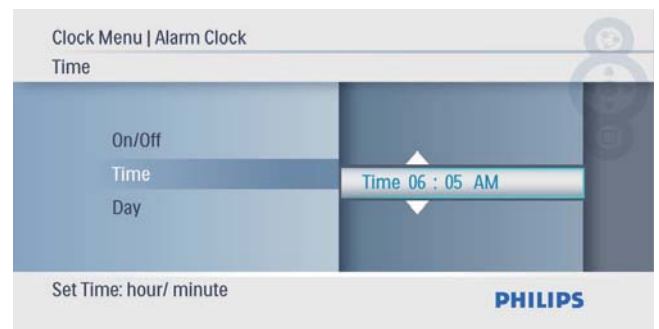 Clock Menu | Alarm Clock
Time
On/Off
Time
Time 06 : 05 AM
Day
Set Time: hour/ minute
PHILIPS